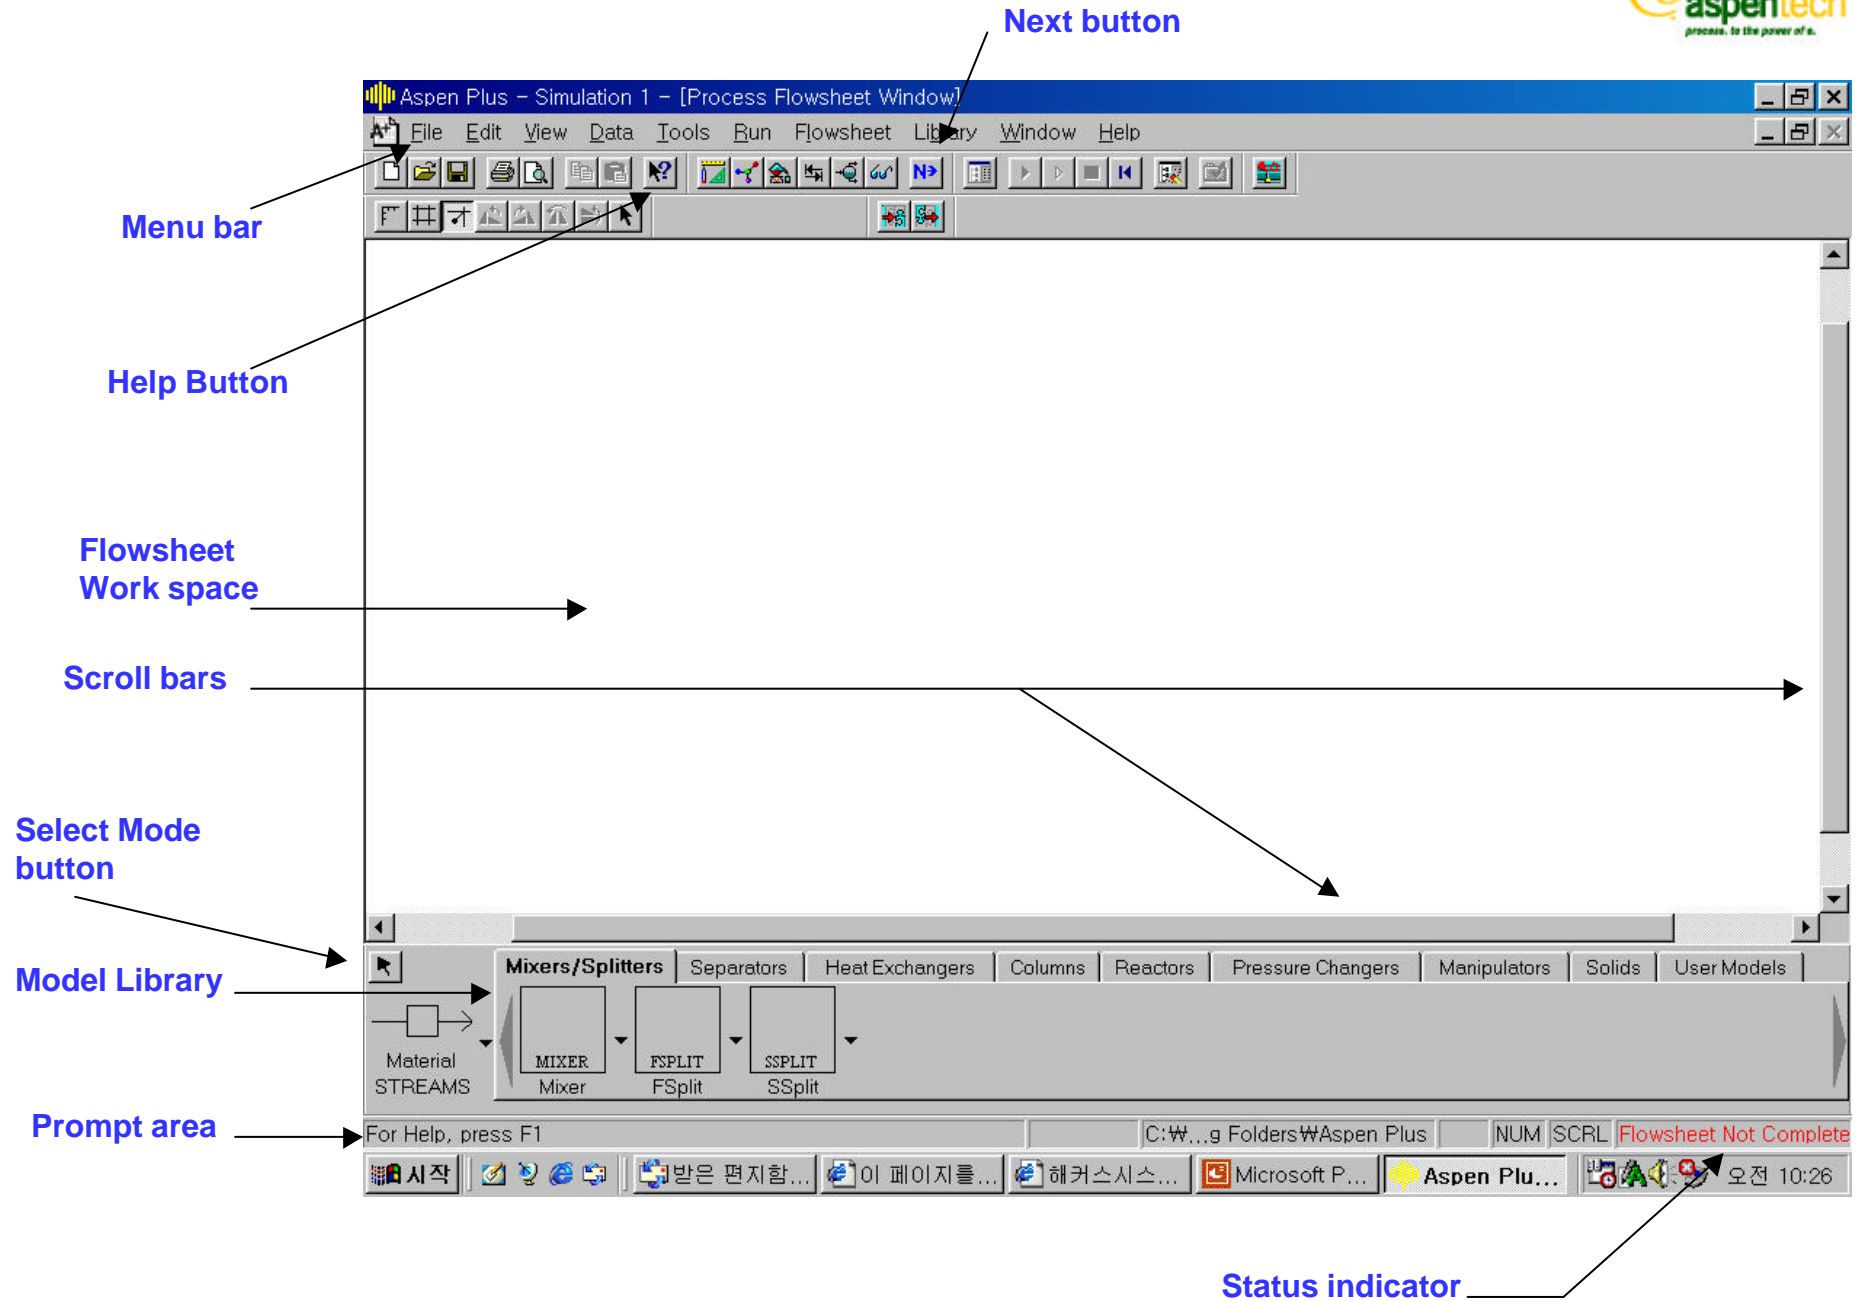 Next button
aspentech
process. to the power of e.
Aspen Plus - Simulation 1 - [Process Flowsheet Window]
File Edit View Data Tools Run Flowsheet Library Window Help
N
Menu bar
Help Button
Flowsheet
Work space
Scroll bars
Select Mode
button
Model Library
Mixers/Splitters Separators Heat Exchangers Columns Reactors Pressure Changers Manipulators Solids User Models
MIXER FSPLIT SSPLIT
Material
STREAMS
Mixer FSplit SSplit
Prompt area
For Help, press F1 C:₩...g Folders₩Aspen Plus NUM SCRL Flowsheet Not Complete
시작 받은 편지함... 이 페이지를... 해커스시스... Microsoft P... Aspen Plu... 오전 10:26
Status indicator